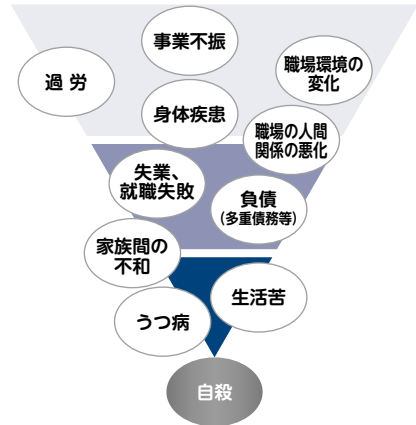 事業不振
過 労
職場環境の
変化
身体疾患
職場の人間
関係の悪化
失業、
就職失敗
負債
(多重債務等)
家族間の
不和
生活苦
うつ病
自殺